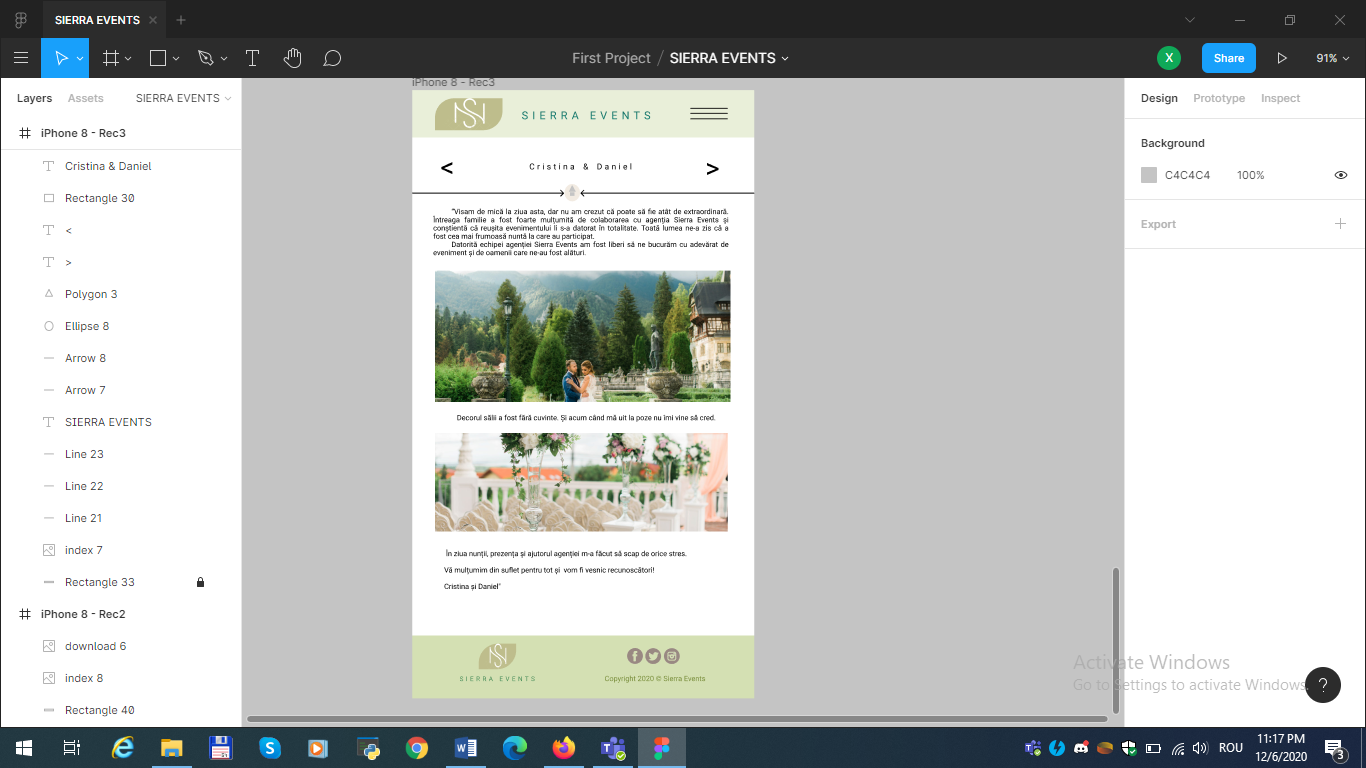 SIERRA EVENTS
First Project / SIERRA EVENTS
X
Share
91%
Layers
Assets
SIERRA EVENTS
iPhone 8 - Rec3
Cristina & Daniel
Rectangle 30
<
>
Polygon 3
Ellipse 8
Arrow 8
Arrow 7
SIERRA EVENTS
Line 23
Line 22
Line 21
index 7
Rectangle 33
iPhone 8 - Rec2
download 6
index 8
Rectangle 40
iPhone 8 - Rec3
SIERRA EVENTS
< Cristina & Daniel >
"Visam de mică la ziua asta, dar nu am crezut că poate să fie atât de extraordinară.
Întreaga familie a fost foarte mulțumită de colaborarea cu agenția Sierra Events și
conștientă că reușita evenimentului li s-a datorat în totalitate. Toată lumea ne-a zis că a
fost cea mai frumoasă nuntă la care au participat.
Datorită echipei agenției Sierra Events am fost liberi să ne bucurăm cu adevărat de
eveniment și de oamenii care ne-au fost alături.
Decorul sălii a fost fără cuvinte. Și acum când mă uit la poze nu îmi vine să cred.
În ziua nunții, prezența și ajutorul agenției m-a făcut să scap de orice stres.
Vă mulțumim din suflet pentru tot și vom fi vesnic recunoscători!
Cristina și Daniel"
SIERRA EVENTS
Copyright 2020 © Sierra Events
Design
Prototype
Inspect
Background
C4C4C4
100%
Export
Activate Windows
Go to Settings to activate Windows.
?
ROU
11:17 PM
12/6/2020
3